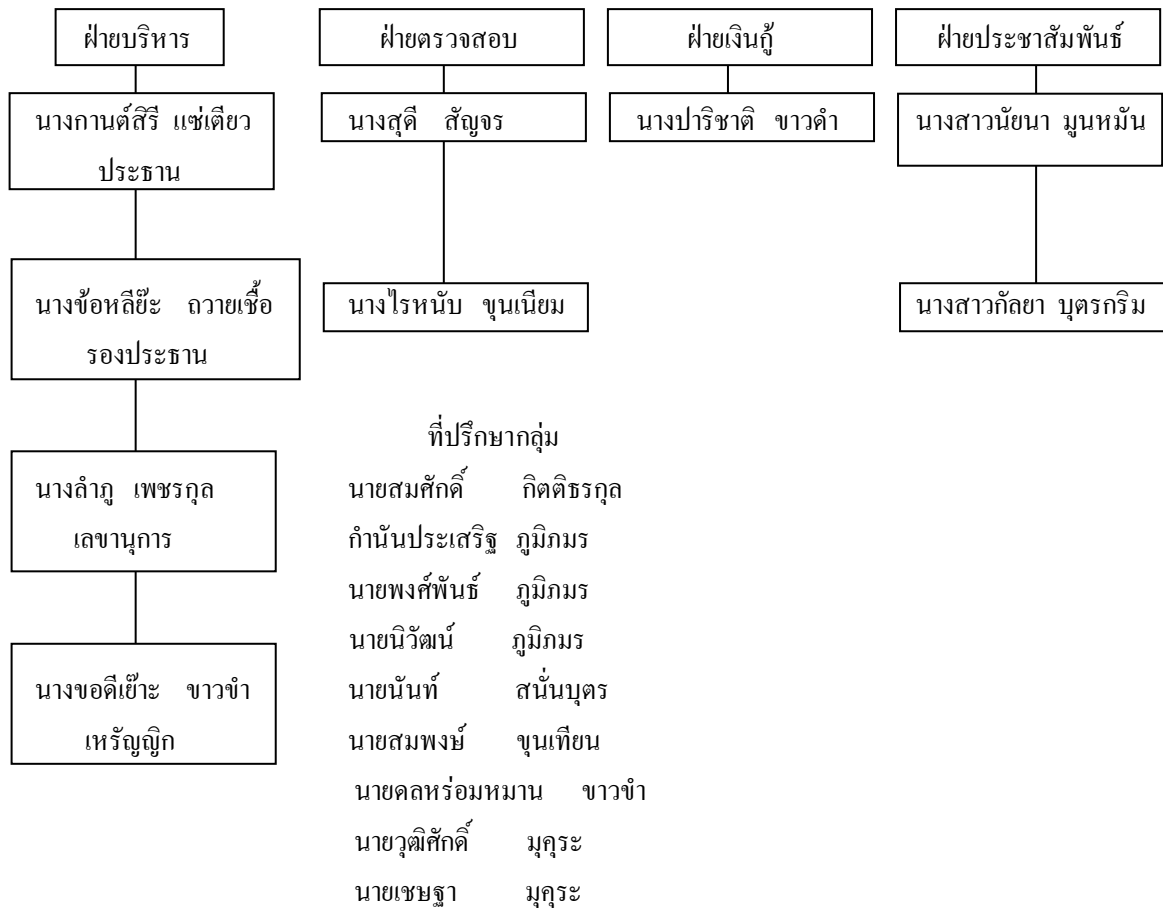 ฝ่ายบริหาร
นางกานต์สิรี แซ่เตียว
ประธาน
นางข้อหลีย๊ะ ถวายเชื้อ
รองประธาน
นางลำภู เพชรกุล
เลขานุการ
นางขอดีเย๊าะ ขาวขำ
เหรัญญิก
ฝ่ายตรวจสอบ
นางสุดี สัญจร
นางไรหนับ ขุนเนียม
ฝ่ายเงินกู้
นางปาริชาติ ขาวดำ
ฝ่ายประชาสัมพันธ์
นางสาวนัยนา มูนหมัน
นางสาวกัลยา บุตรกริม
ที่ปรึกษากลุ่ม
นายสมศักดิ์ กิตติธรกุล
กำนันประเสริฐ ภูมิภมร
นายพงศ์พันธ์ ภูมิภมร
นายนิวัฒน์ ภูมิภมร
นายนันท์ สนั่นบุตร
นายสมพงษ์ ขุนเทียน
นายดลหร่อมหมาน ขาวขำ
นายวุฒิศักดิ์ มุคุระ
นายเชษฐา มุคุระ